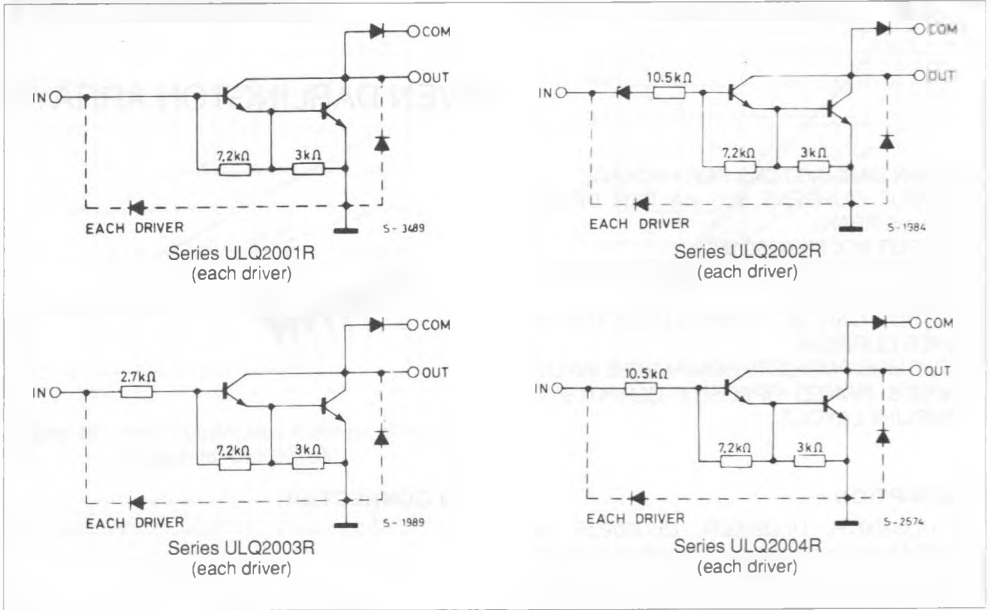 COM
OUT
IN
7.2kΩ
3kΩ
EACH DRIVER
S-3489
Series ULQ2001R
(each driver)
COM
OUT
10.5kΩ
IN
7.2kΩ
3kΩ
EACH DRIVER
S-1984
Series ULQ2002R
(each driver)
COM
OUT
2.7kΩ
IN
7.2kΩ
3kΩ
EACH DRIVER
S-1989
Series ULQ2003R
(each driver)
COM
OUT
10.5kΩ
IN
7.2kΩ
3kΩ
EACH DRIVER
S-2574
Series ULQ2004R
(each driver)